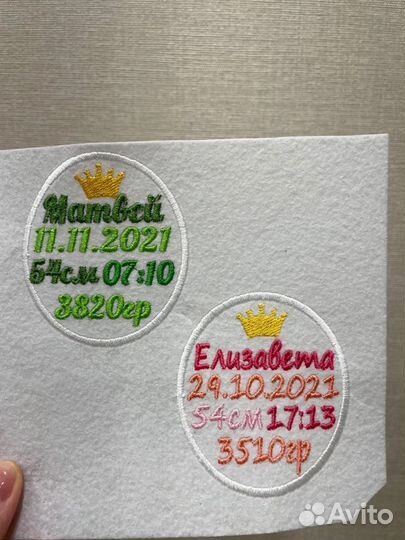 Матвей
11.11.2021
54см 07:10
3820гр
Елизавета
29.10.2021
54см 17:13
3510гр
Avito